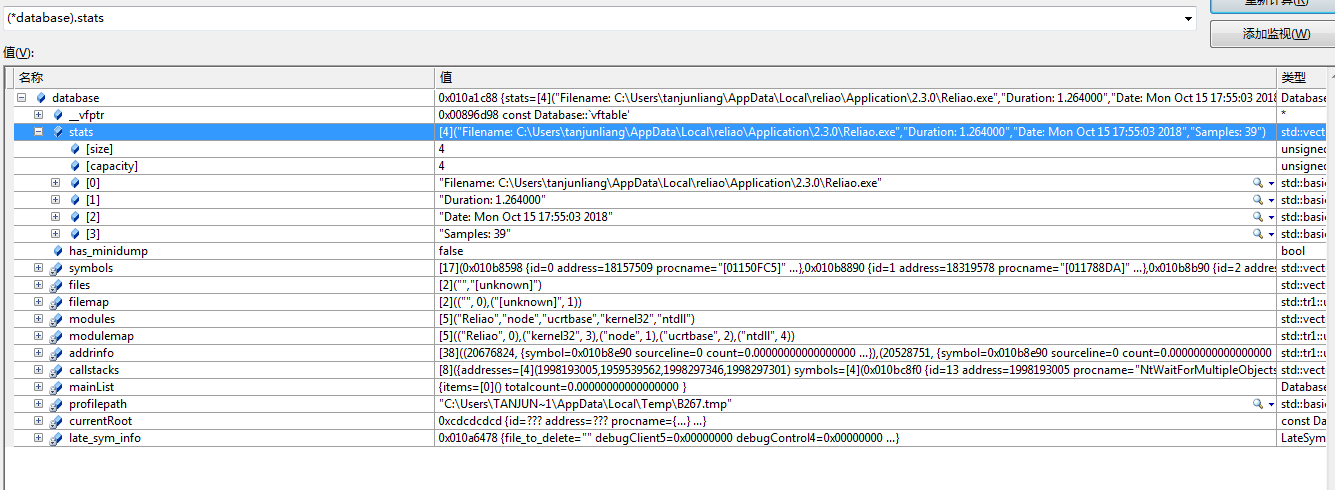 重新计算(R)
(*database).stats
添加监视(W)
值(V):
名称 值 类型
database 0x010a1c88 {stats=[4]("Filename: C:\Users\tanjunliang\AppData\Local\reliao\Application\2.3.0\Reliao.exe","Duration: 1.264000","Date: Mon Oct 15 17:55:03 2018 Database
__vfptr 0x00896d98 const Database::`vftable' *
stats [4]("Filename: C:\Users\tanjunliang\AppData\Local\reliao\Application\2.3.0\Reliao.exe","Duration: 1.264000","Date: Mon Oct 15 17:55:03 2018","Samples: 39") std::vect
[size] 4 unsigned
[capacity] 4 unsigned
[0] "Filename: C:\Users\tanjunliang\AppData\Local\reliao\Application\2.3.0\Reliao.exe" std::basic
[1] "Duration: 1.264000" std::basic
[2] "Date: Mon Oct 15 17:55:03 2018" std::basic
[3] "Samples: 39" std::basic
has_minidump false bool
symbols [17](0x010b8598 {id=0 address=18157509 procname="[01150FC5]" ...},0x010b8890 {id=1 address=18319578 procname="[011788DA]" ...},0x010b8b90 {id=2 address std::vect
files [2]("","[unknown]") std::vect
filemap [2](("", 0),("[unknown]", 1)) std::tr1::u
modules [5]("Reliao","node","ucrtbase","kernel32","ntdll") std::vect
modulemap [5](("Reliao", 0),("kernel32", 3),("node", 1),("ucrtbase", 2),("ntdll", 4)) std::tr1::u
addrinfo [38]((20676824, {symbol=0x010b8e90 sourceline=0 count=0.00000000000000000 ...}),(20528751, {symbol=0x010b8e90 sourceline=0 count=0.00000000000000000 std::tr1::u
callstacks [8]({addresses=[4](1998193005,1959539562,1998297346,1998297301) symbols=[4](0x010bc8f0 {id=13 address=1998193005 procname="NtWaitForMultipleObjects std::vect
mainList {items=[0]() totalcount=0.00000000000000000 } Database
profilepath "C:\Users\TANJUN~1\AppData\Local\Temp\B267.tmp" std::basic
currentRoot 0xcdcdcdcd {id=??? address=??? procname={...} ...} const Da
late_sym_info 0x010a6478 {file_to_delete="" debugClient5=0x00000000 debugControl4=0x00000000 ...} LateSym